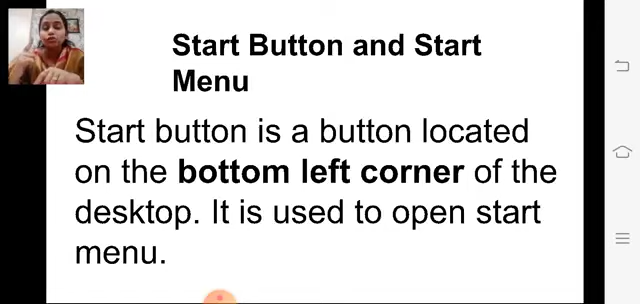 Start Button and Start
Menu
Start button is a button located
on the bottom left corner of the
desktop. It is used to open start
menu.